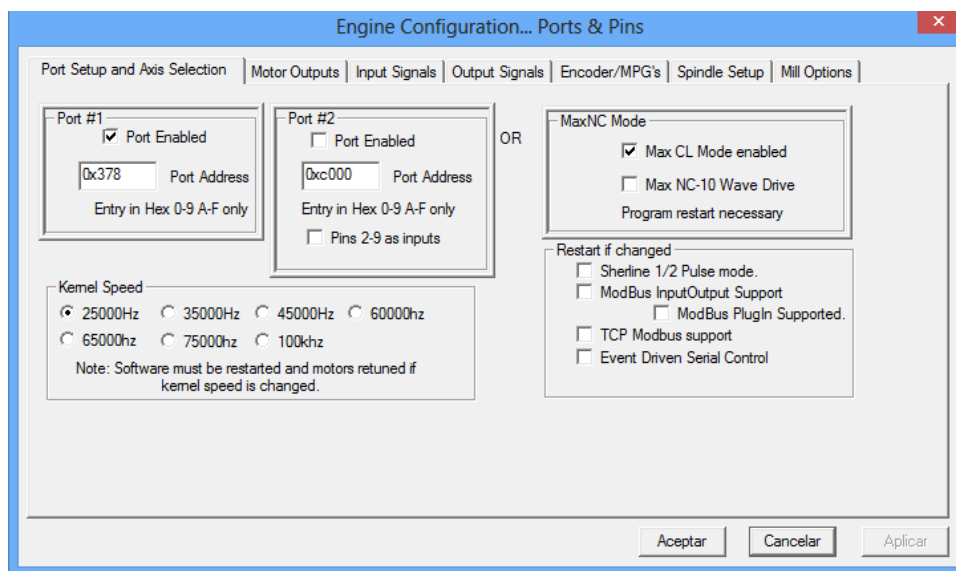 Engine Configuration... Ports & Pins
Port Setup and Axis Selection
Motor Outputs
Input Signals
Output Signals
Encoder/MPG's
Spindle Setup
Mill Options
Port #1
Port Enabled
0x378
Port Address
Entry in Hex 0-9 A-F only
Port #2
Port Enabled
0xc000
Port Address
Entry in Hex 0-9 A-F only
Pins 2-9 as inputs
OR
MaxNC Mode
Max CL Mode enabled
Max NC-10 Wave Drive
Program restart necessary
Restart if changed
Sherline 1/2 Pulse mode.
ModBus InputOutput Support
ModBus PlugIn Supported.
TCP Modbus support
Event Driven Serial Control
Kernel Speed
25000Hz
35000Hz
45000Hz
60000hz
65000hz
75000hz
100khz
Note: Software must be restarted and motors retuned if
kernel speed is changed.
Aceptar
Cancelar
Aplicar